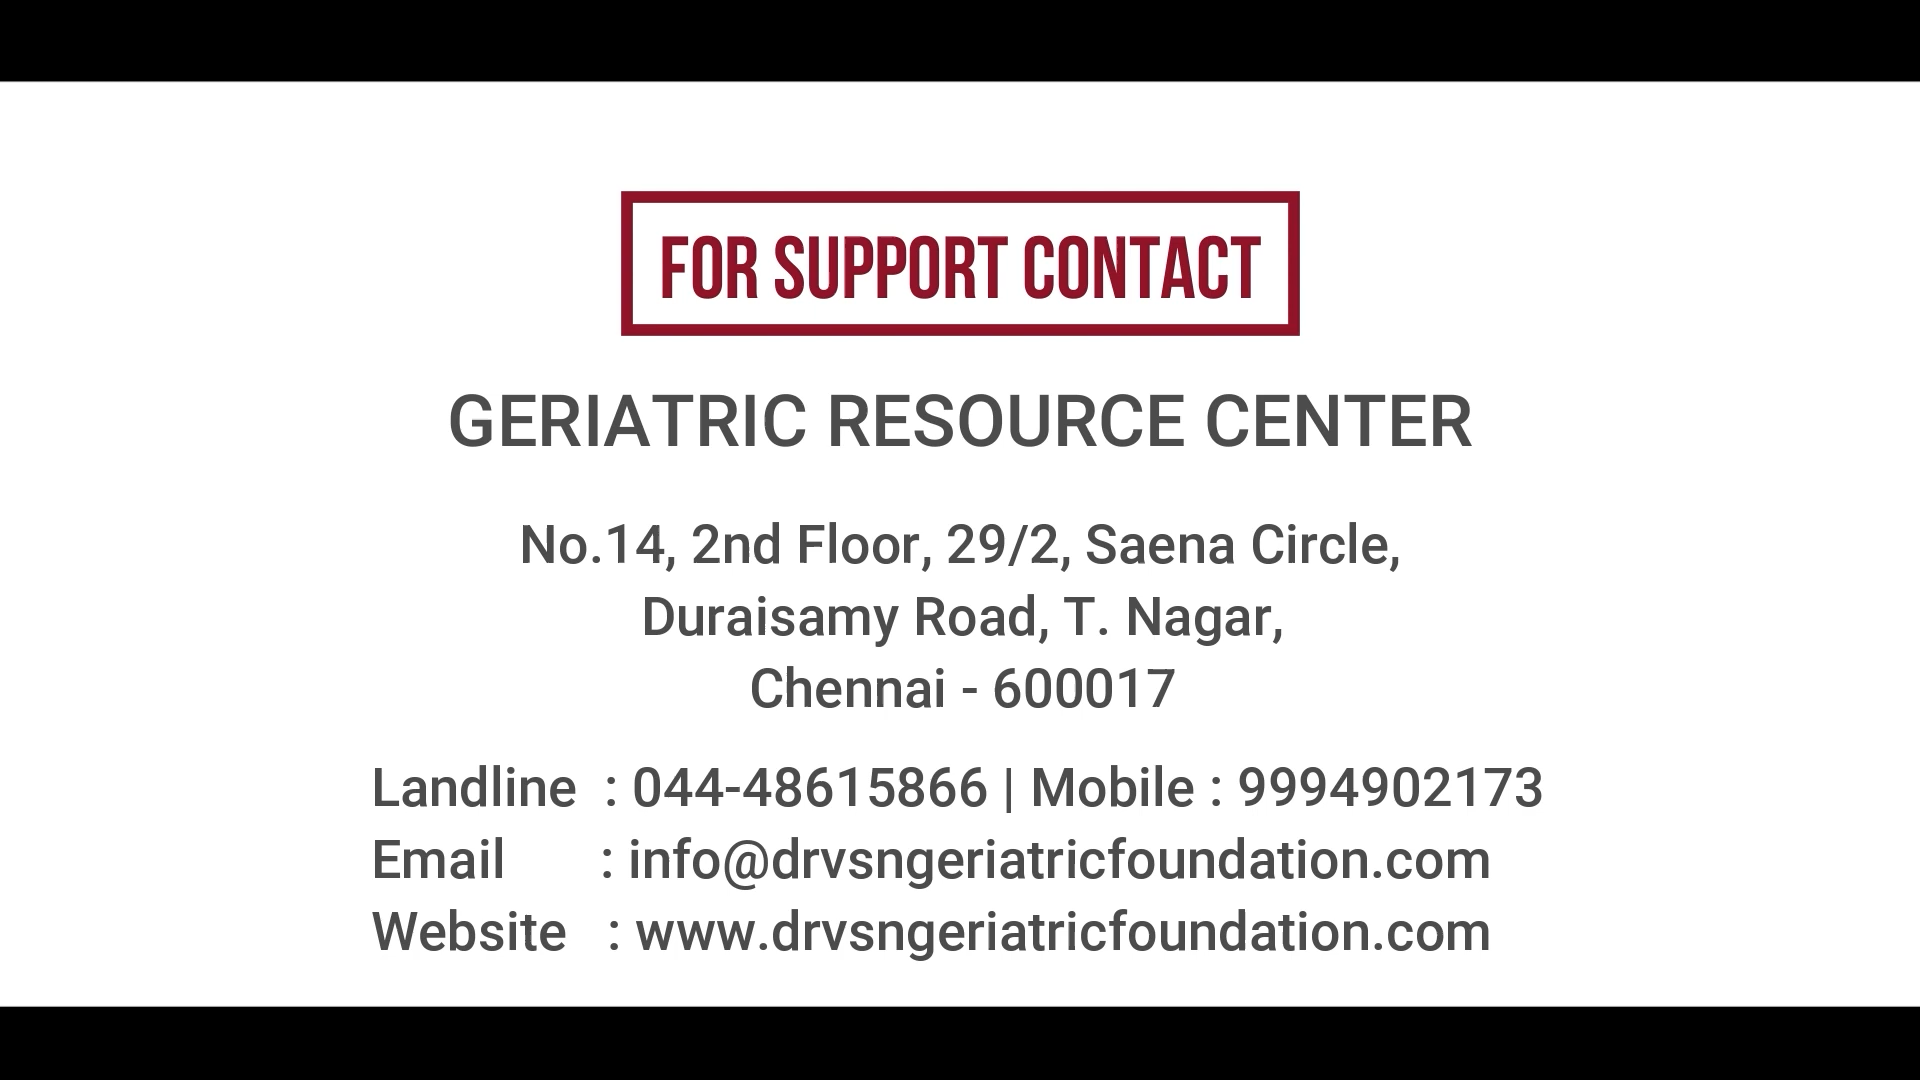 FOR SUPPORT CONTACT
GERIATRIC RESOURCE CENTER
No.14, 2nd Floor, 29/2, Saena Circle,
Duraisamy Road, T. Nagar,
Chennai - 600017
Landline : 044-48615866 | Mobile : 9994902173
Email : info@drvsngeriatricfoundation.com
Website : www.drvsngeriatricfoundation.com